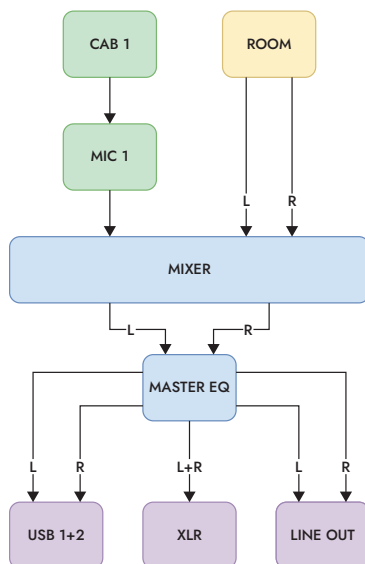 CAB 1
ROOM
MIC 1
L
R
MIXER
L
R
MASTER EQ
L
R
L+R
L
R
USB 1+2
XLR
LINE OUT